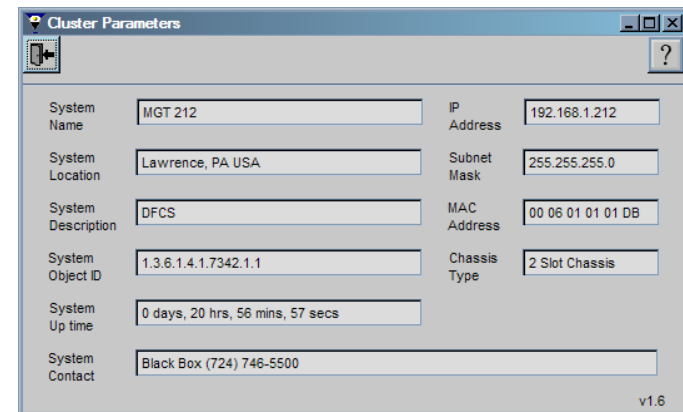 Cluster Parameters
?
System Name
MGT 212
IP Address
192.168.1.212
System Location
Lawrence, PA USA
Subnet Mask
255.255.255.0
System Description
DFCS
MAC Address
00 06 01 01 01 DB
System Object ID
1.3.6.1.4.1.7342.1.1
Chassis Type
2 Slot Chassis
System Up time
0 days, 20 hrs, 56 mins, 57 secs
System Contact
Black Box (724) 746-5500
v1.6